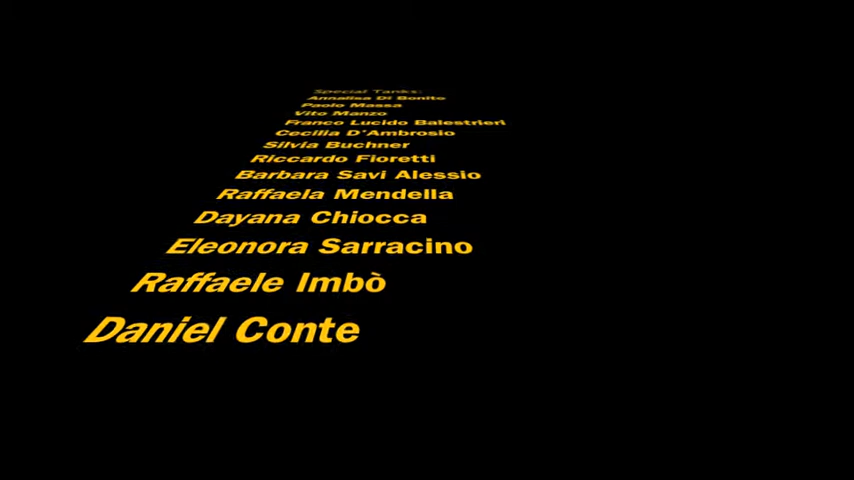 Special Tanks:
Annalisa Di Bonito
Paolo Massa
Vito Manzo
Franco Lucido Balestrieri
Cecilia D'Ambrosio
Silvia Buchner
Riccardo Fioretti
Barbara Savi Alessio
Raffaela Mendella
Dayana Chiocca
Eleonora Sarracino
Raffaele Imbò
Daniel Conte